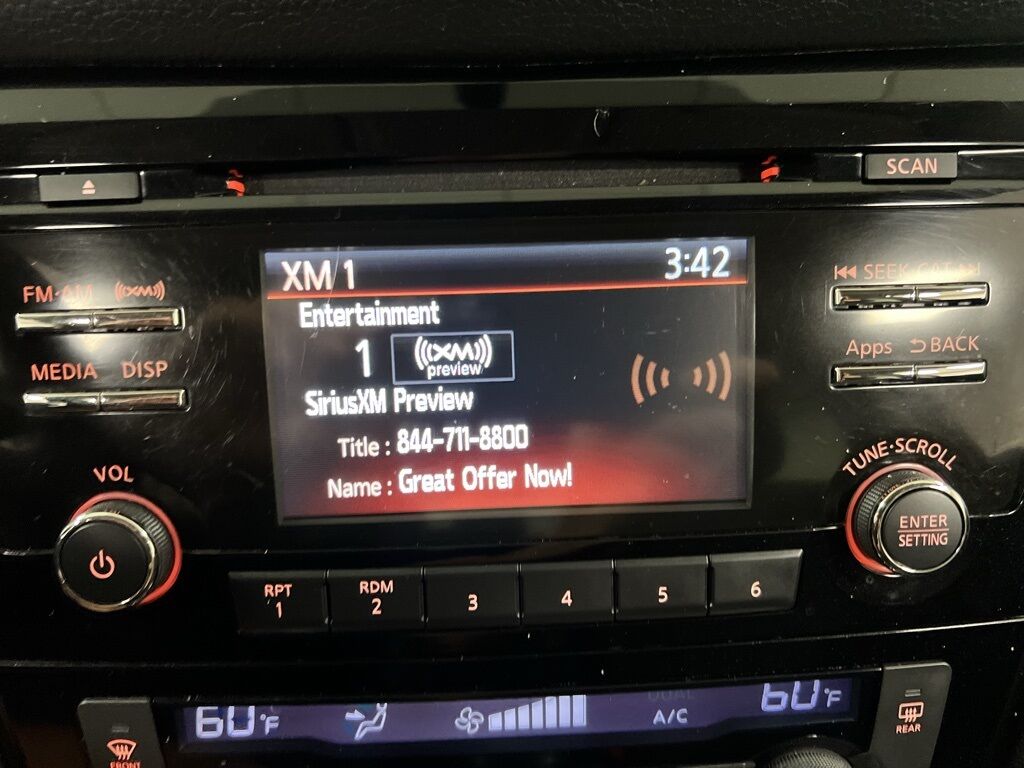 SCAN
FM·AM ((XM))
MEDIA DISP
VOL
XM 1 3:42
Entertainment
1 ((XM))
preview
SiriusXM Preview
Title : 844-711-8800
Name : Great Offer Now!
SEEK·CAT
Apps BACK
TUNE·SCROLL
ENTER
SETTING
RPT
1
RDM
2
3
4
5
6
60°F
DUAL
A/C
60°F
FRONT
REAR